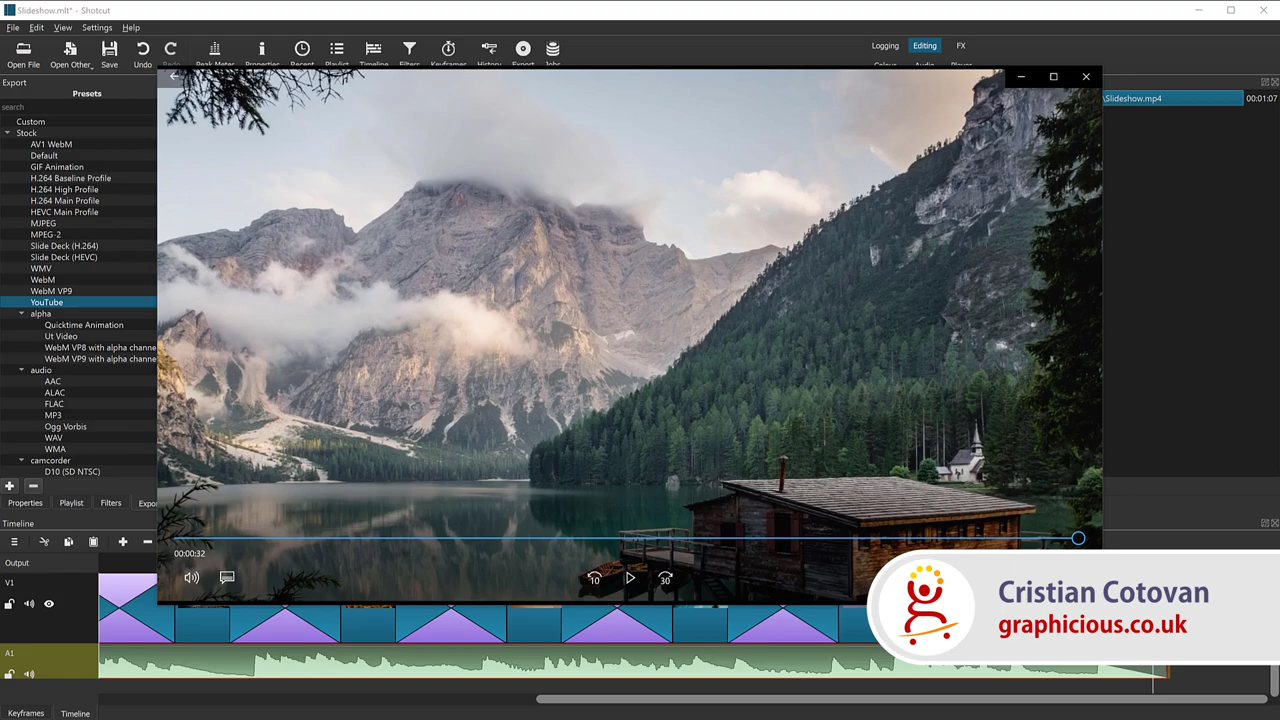 Slideshow.mlt* - Shotcut
File Edit View Settings Help
Open File Open Other.. Save Undo Redo Peak Meter Properties Recent Playlist Timeline Filters Keyframes History Export Jobs
Logging Editing FX
Colour Audio Player
Export
Presets
search
\Slideshow.mp4 00:01:07
Custom
Stock
AV1 WebM
Default
GIF Animation
H.264 Baseline Profile
H.264 High Profile
H.264 Main Profile
HEVC Main Profile
MJPEG
MPEG-2
Slide Deck (H.264)
Slide Deck (HEVC)
WMV
WebM
WebM VP9
YouTube
alpha
Quicktime Animation
Ut Video
WebM VP8 with alpha channe
WebM VP9 with alpha channe
audio
AAC
ALAC
FLAC
MP3
Ogg Vorbis
WAV
WMA
camcorder
D10 (SD NTSC)
Properties Playlist Filters Expo
Timeline
00:00:32
10 30
Output
V1
A1
Cristian Cotovan
graphicious.co.uk
Keyframes Timeline